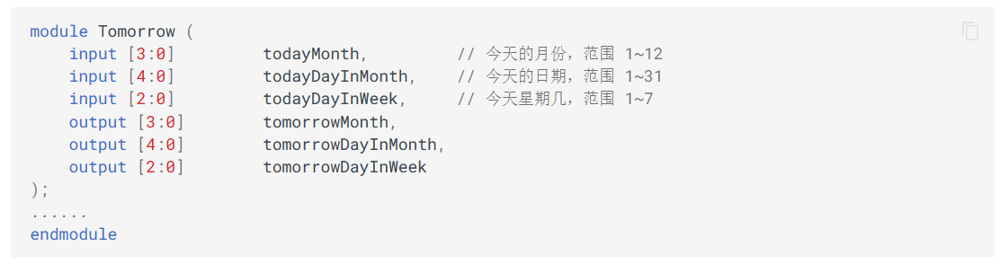 module Tomorrow (
    input [3:0]         todayMonth,         // 今天的月份，范围 1~12
    input [4:0]         todayDayInMonth,    // 今天的日期，范围 1~31
    input [2:0]         todayDayInWeek,     // 今天星期几，范围 1~7
    output [3:0]        tomorrowMonth,
    output [4:0]        tomorrowDayInMonth,
    output [2:0]        tomorrowDayInWeek
);
......
endmodule